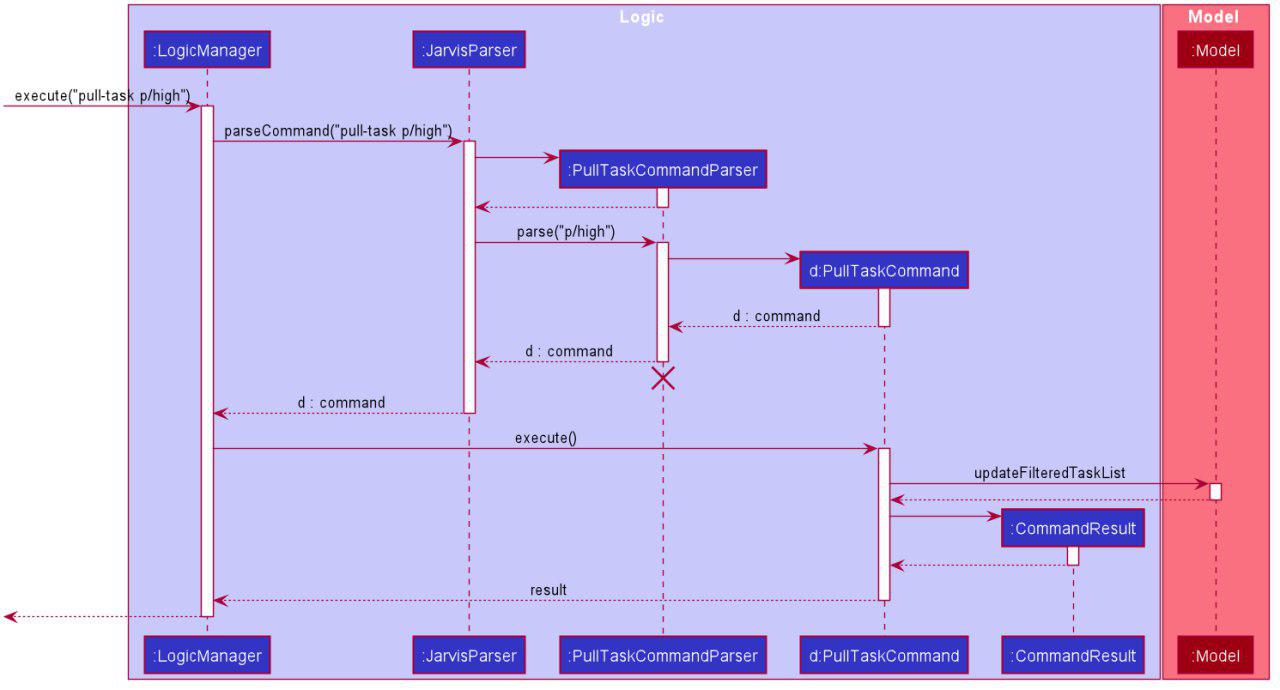 Logic
Model
:LogicManager
:JarvisParser
:Model
execute("pull-task p/high")
parseCommand("pull-task p/high")
:PullTaskCommandParser
parse("p/high")
d:PullTaskCommand
d : command
d : command
d : command
execute()
updateFilteredTaskList
:CommandResult
result
:LogicManager
:JarvisParser
:PullTaskCommandParser
d:PullTaskCommand
:CommandResult
:Model